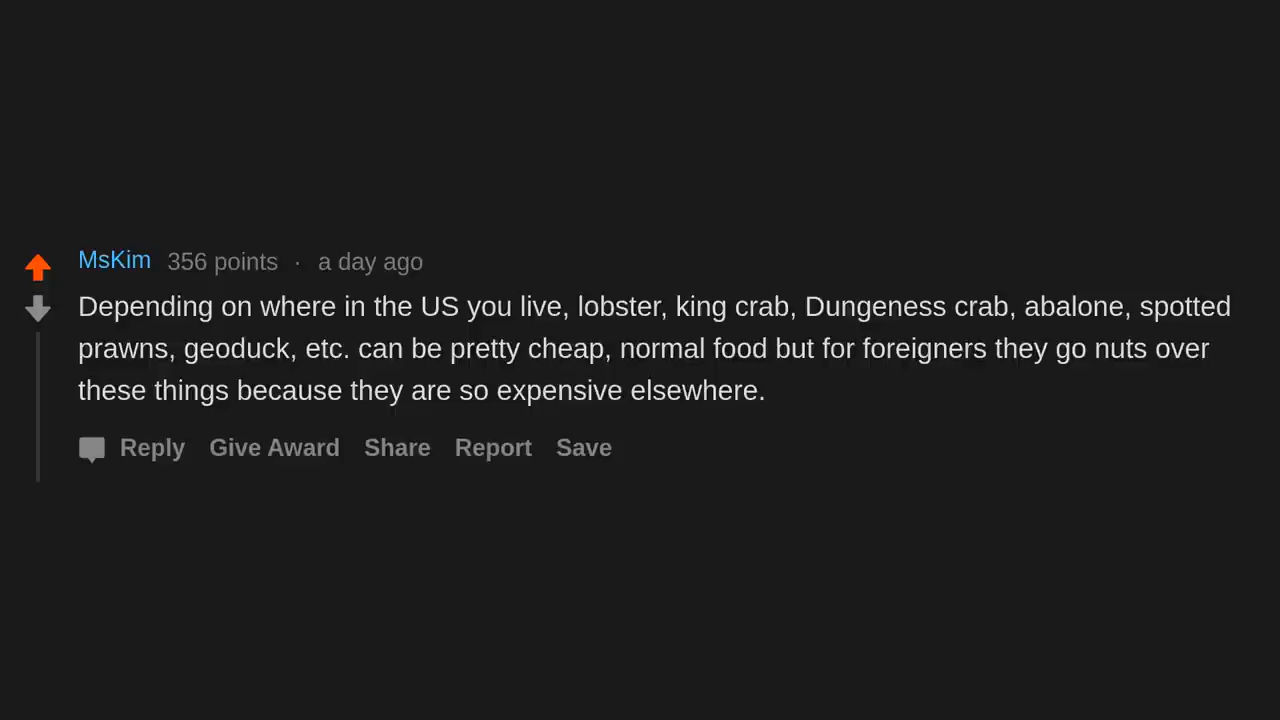 MsKim 356 points · a day ago
Depending on where in the US you live, lobster, king crab, Dungeness crab, abalone, spotted
prawns, geoduck, etc. can be pretty cheap, normal food but for foreigners they go nuts over
these things because they are so expensive elsewhere.
Reply Give Award Share Report Save